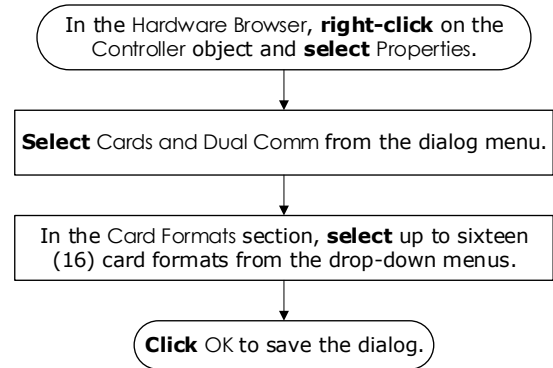 In the Hardware Browser, right-click on the
Controller object and select Properties.
Select Cards and Dual Comm from the dialog menu.
In the Card Formats section, select up to sixteen
(16) card formats from the drop-down menus.
Click OK to save the dialog.